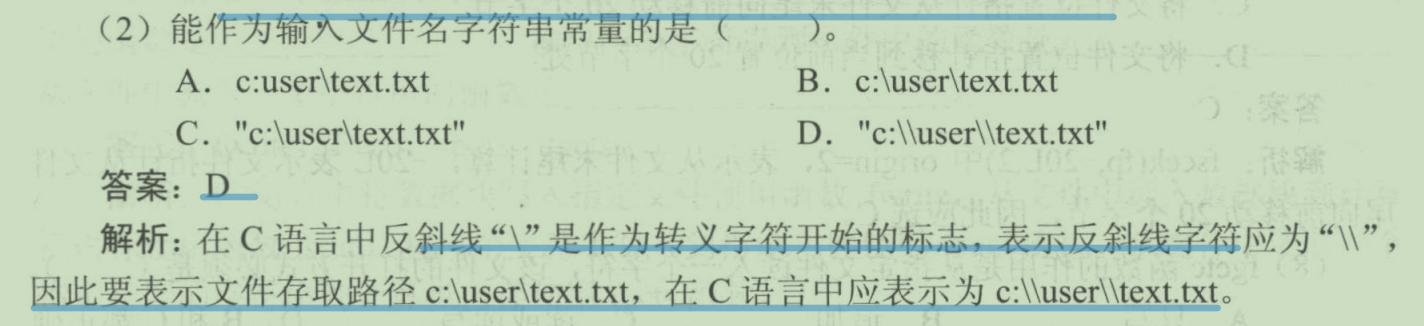 （2）能作为输入文件名字符串常量的是（　　）。
A．c:user\text.txt　　B．c:\user\text.txt
C．"c:\user\text.txt"　　D．"c:\\user\\text.txt"
答案：D
解析：在 C 语言中反斜线“\”是作为转义字符开始的标志，表示反斜线字符应为“\\”，
因此要表示文件存取路径 c:\user\text.txt，在 C 语言中应表示为 c:\\user\\text.txt。